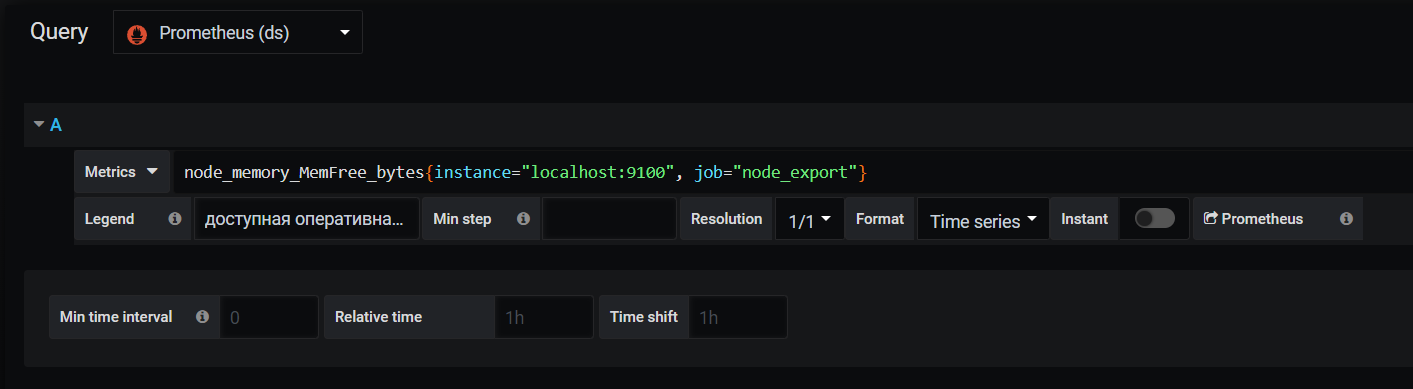 Query Prometheus (ds)
A
Metrics node_memory_MemFree_bytes{instance="localhost:9100", job="node_export"}
Legend доступная оперативна... Min step Resolution 1/1 Format Time series Instant Prometheus
Min time interval 0 Relative time 1h Time shift 1h